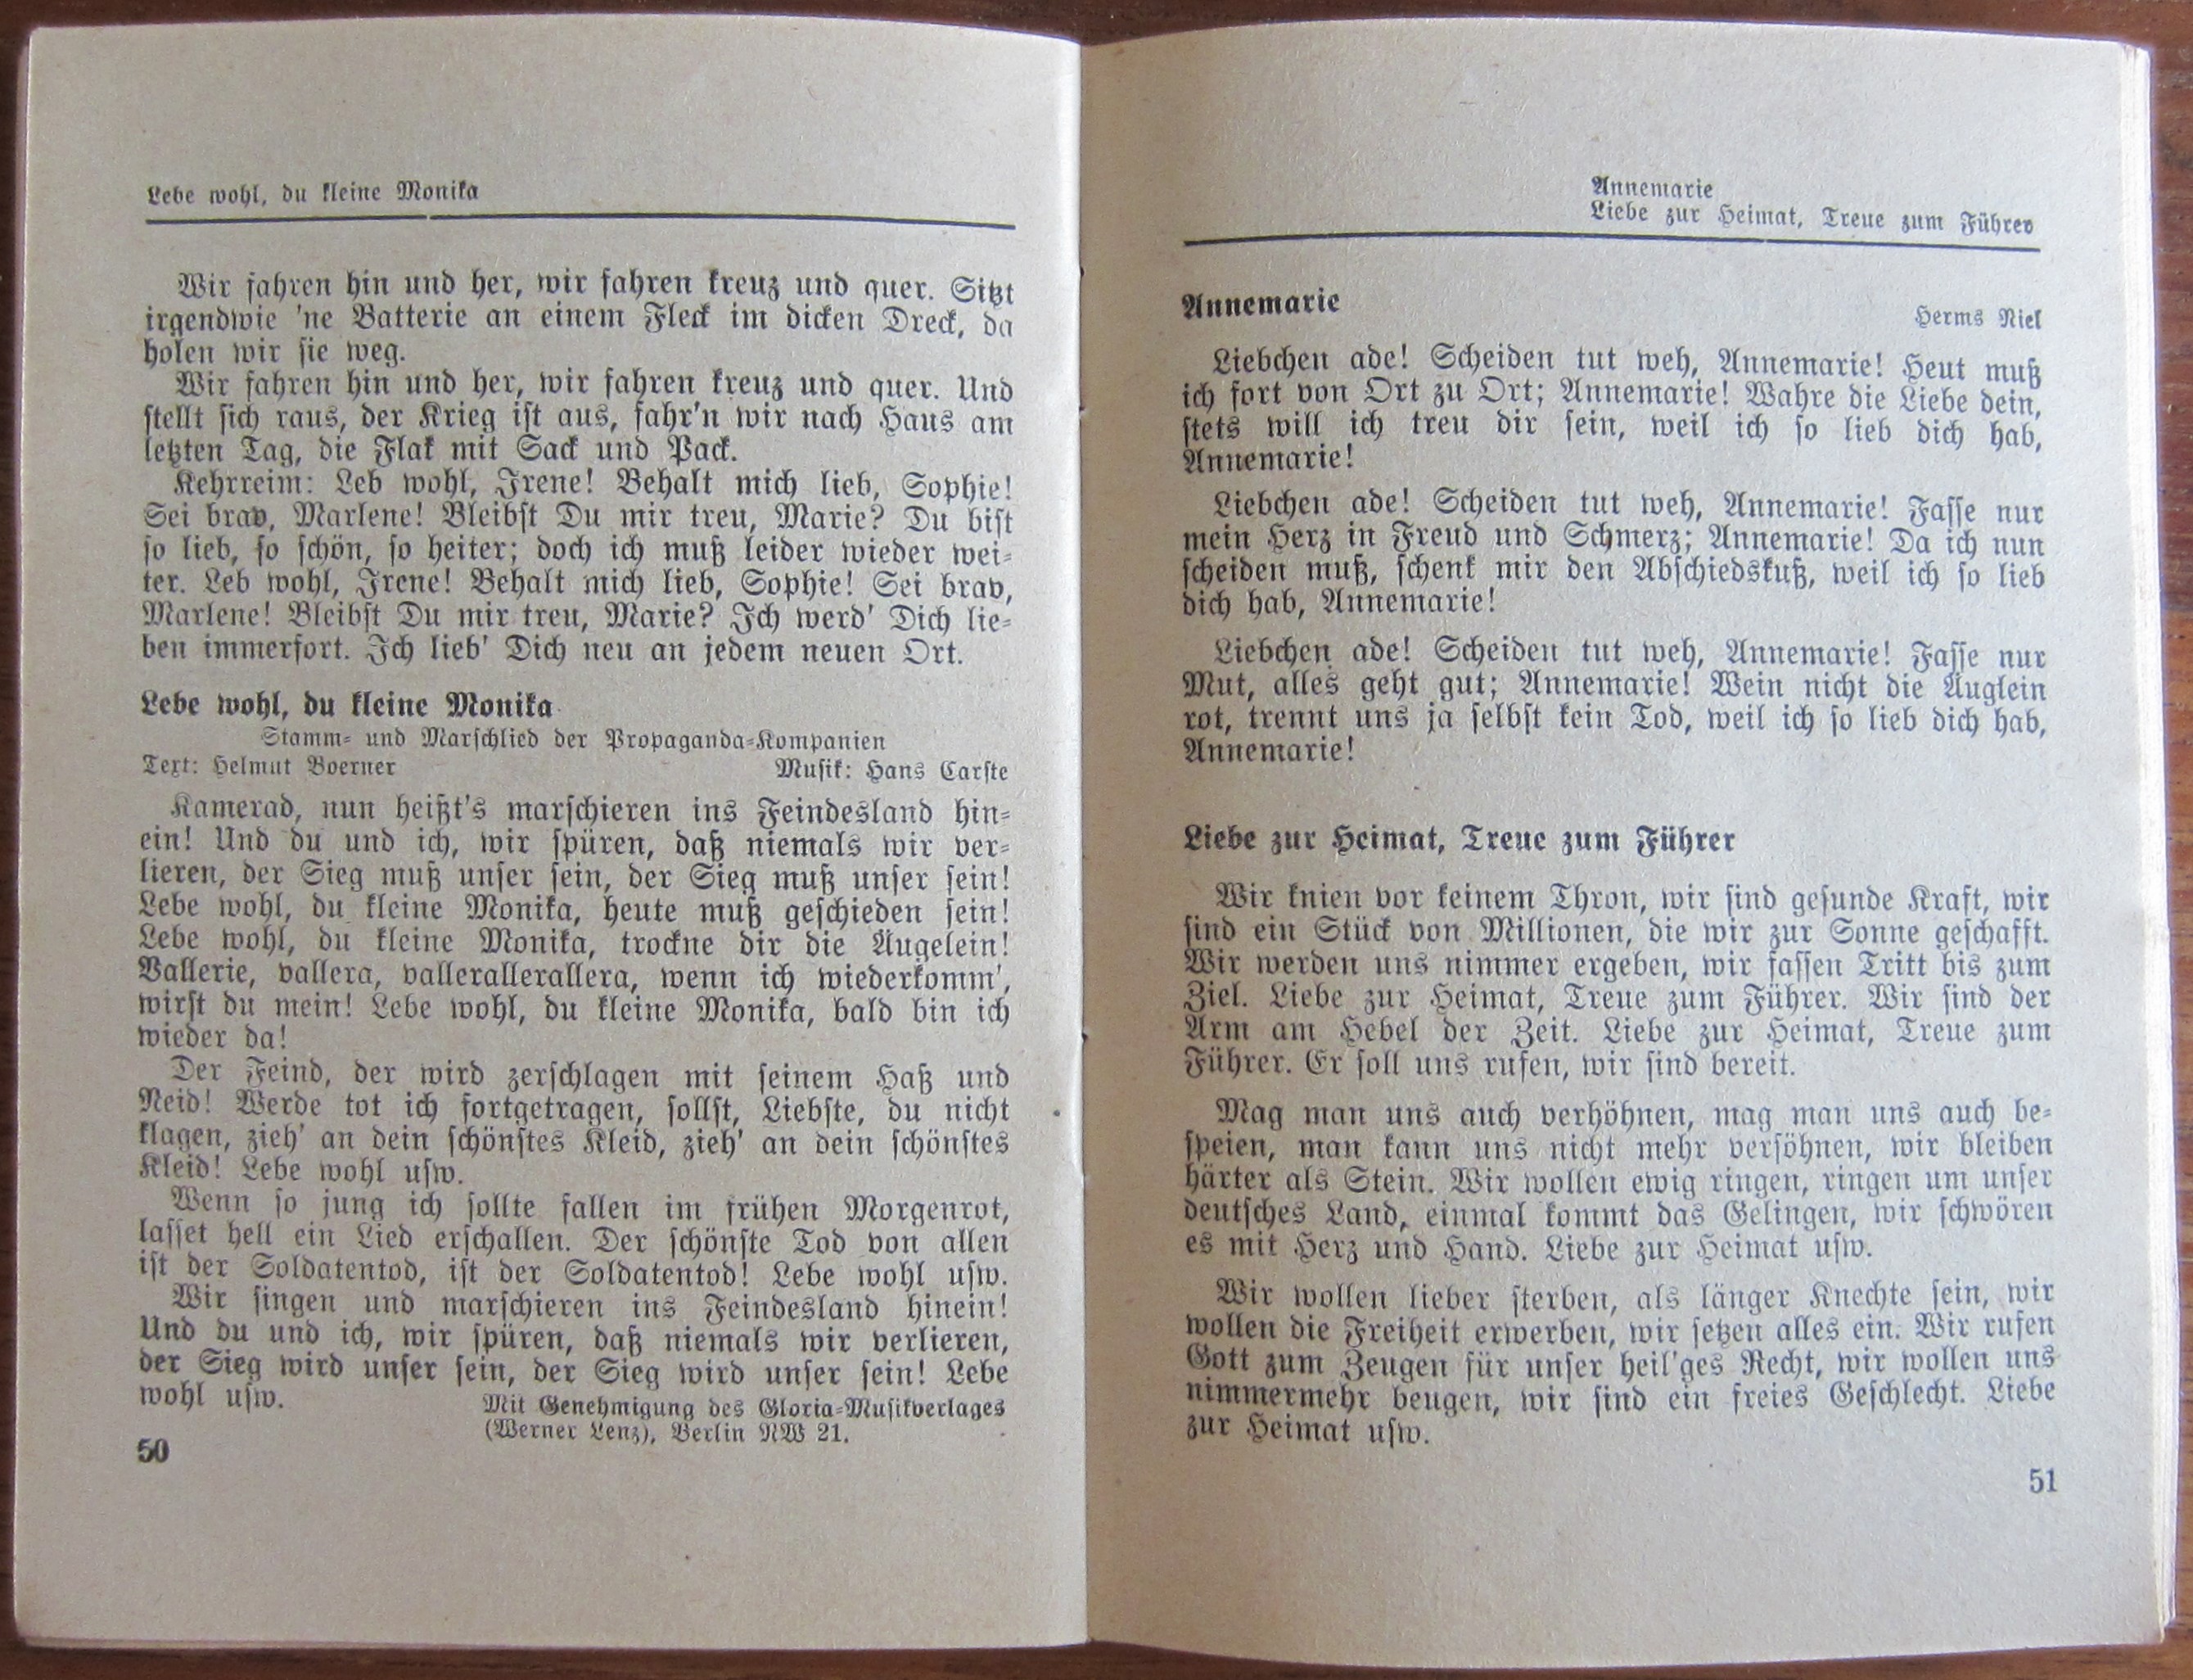 Lebe wohl, du kleine Monika
Wir fahren hin und her, wir fahren kreuz und quer. Sitzt
irgendwie 'ne Batterie an einem Fleck im dicken Dreck, da
holen wir sie weg.
Wir fahren hin und her, wir fahren kreuz und quer. Und
stellt sich raus, der Krieg ist aus, fahr'n wir nach Haus am
letzten Tag, die Flak mit Sack und Pack.
Kehrreim: Leb wohl, Irene! Behalt mich lieb, Sophie!
Sei brav, Marlene! Bleibst Du mir treu, Marie? Du bist
so lieb, so schön, so heiter; doch ich muß leider wieder wei-
ter. Leb wohl, Irene! Behalt mich lieb, Sophie! Sei brav,
Marlene! Bleibst Du mir treu, Marie? Ich werd' Dich lie-
ben immerfort. Ich lieb' Dich neu an jedem neuen Ort.
Lebe wohl, du kleine Monika
Stamm- und Marschlied der Propaganda-Kompanien
Text: Helmut Boerner Musik: Hans Carste
Kamerad, nun heißt's marschieren ins Feindesland hin-
ein! Und du und ich, wir spüren, daß niemals wir ver-
lieren, der Sieg muß unser sein, der Sieg muß unser sein!
Lebe wohl, du kleine Monika, heute muß geschieden sein!
Lebe wohl, du kleine Monika, trockne dir die Äugelein!
Vallerie, vallera, vallerallerallera, wenn ich wiederkomm',
wirst du mein! Lebe wohl, du kleine Monika, bald bin ich
wieder da!
Der Feind, der wird zerschlagen mit seinem Haß und
Neid! Werde tot ich fortgetragen, sollst, Liebste, du nicht
klagen, zieh' an dein schönstes Kleid, zieh' an dein schönstes
Kleid! Lebe wohl usw.
Wenn so jung ich sollte fallen im frühen Morgenrot,
lasset hell ein Lied erschallen. Der schönste Tod von allen
ist der Soldatentod, ist der Soldatentod! Lebe wohl usw.
Wir singen und marschieren ins Feindesland hinein!
Und du und ich, wir spüren, daß niemals wir verlieren,
der Sieg wird unser sein, der Sieg wird unser sein! Lebe
wohl usw. Mit Genehmigung des Gloria-Musikverlages
(Werner Lenz), Berlin NW 21.
50
Annemarie
Liebe zur Heimat, Treue zum Führer
Annemarie
Herms Niel
Liebchen ade! Scheiden tut weh, Annemarie! Heut muß
ich fort von Ort zu Ort; Annemarie! Wahre die Liebe dein,
stets will ich treu dir sein, weil ich so lieb dich hab,
Annemarie!
Liebchen ade! Scheiden tut weh, Annemarie! Fasse nur
mein Herz in Freud und Schmerz; Annemarie! Da ich nun
scheiden muß, schenk mir den Abschiedskuß, weil ich so lieb
dich hab, Annemarie!
Liebchen ade! Scheiden tut weh, Annemarie! Fasse nur
Mut, alles geht gut; Annemarie! Wein nicht die Äuglein
rot, trennt uns ja selbst kein Tod, weil ich so lieb dich hab,
Annemarie!
Liebe zur Heimat, Treue zum Führer
Wir knien vor keinem Thron, wir sind gesunde Kraft, wir
sind ein Stück von Millionen, die wir zur Sonne geschafft.
Wir werden uns nimmer ergeben, wir fassen Tritt bis zum
Ziel. Liebe zur Heimat, Treue zum Führer. Wir sind der
Arm am Hebel der Zeit. Liebe zur Heimat, Treue zum
Führer. Er soll uns rufen, wir sind bereit.
Mag man uns auch verhöhnen, mag man uns auch be-
speien, man kann uns nicht mehr versöhnen, wir bleiben
härter als Stein. Wir wollen ewig ringen, ringen um unser
deutsches Land, einmal kommt das Gelingen, wir schwören
es mit Herz und Hand. Liebe zur Heimat usw.
Wir wollen lieber sterben, als länger Knechte sein, wir
wollen die Freiheit erwerben, wir setzen alles ein. Wir rufen
Gott zum Zeugen für unser heil'ges Recht, wir wollen uns
nimmermehr beugen, wir sind ein freies Geschlecht. Liebe
zur Heimat usw.
51